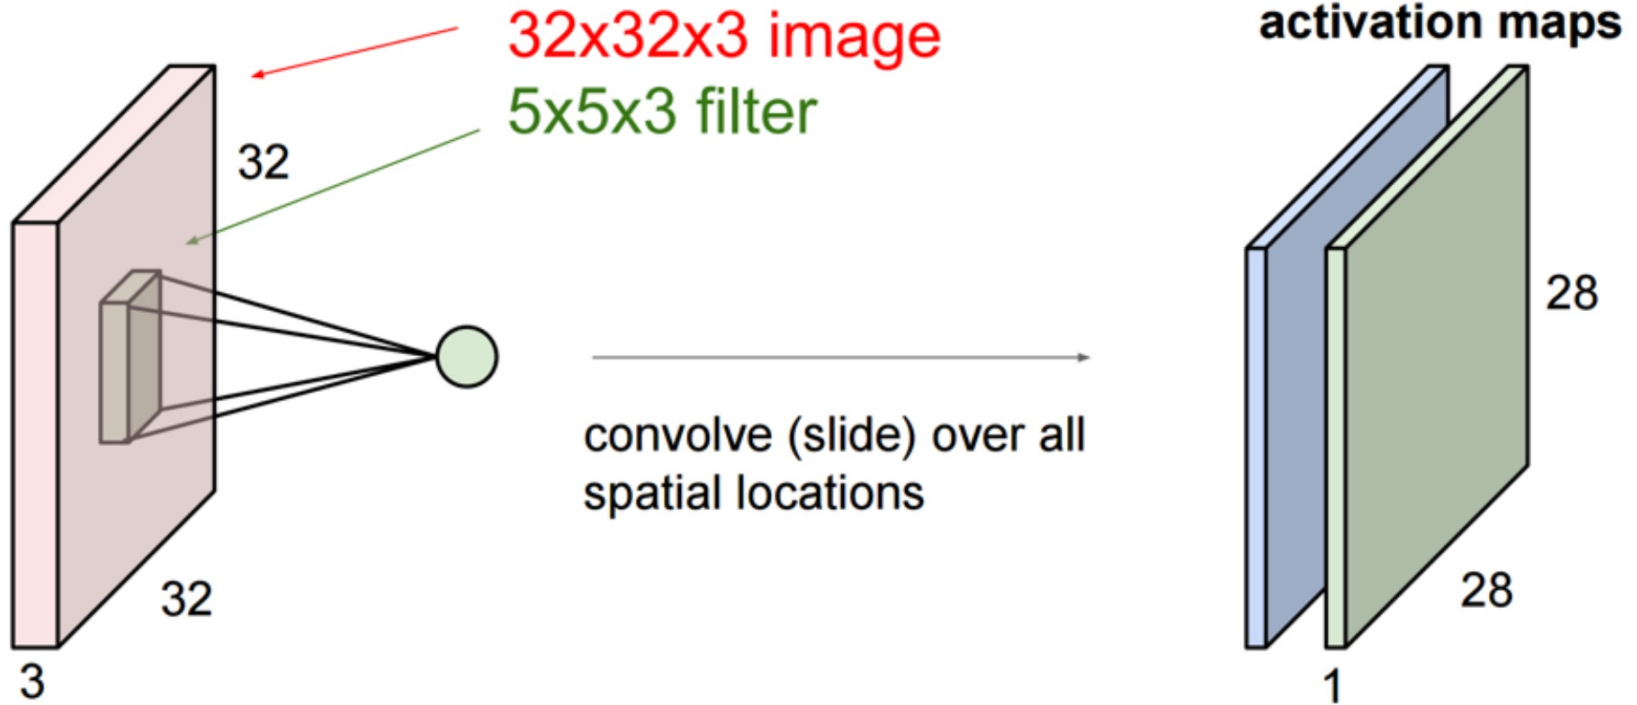 32x32x3 image
5x5x3 filter
32
32
3
convolve (slide) over all
spatial locations
activation maps
28
28
1